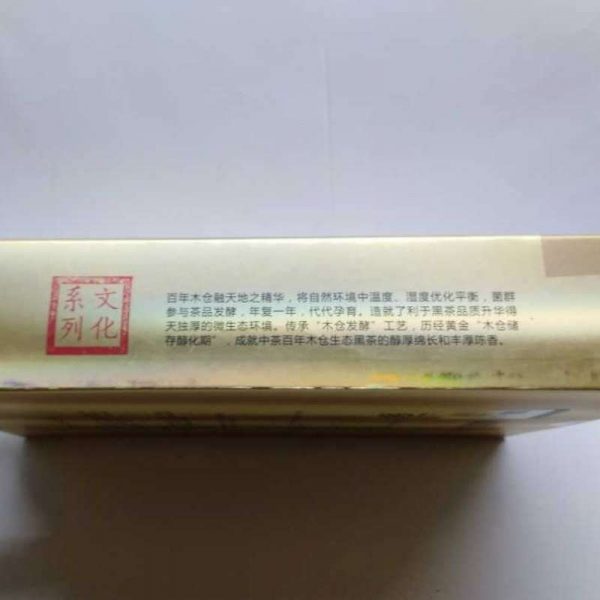 文化
系列
百年木仓融天地之精华，将自然环境中温度、湿度优化平衡，菌群
参与茶品发酵，年复一年，代代孕育。造就了利于黑茶品质升华得
天独厚的微生态环境。传承“木仓发酵”工艺，历经黄金“木仓储
存醇化期”，成就中茶百年木仓生态黑茶的醇厚绵长和丰厚陈香。